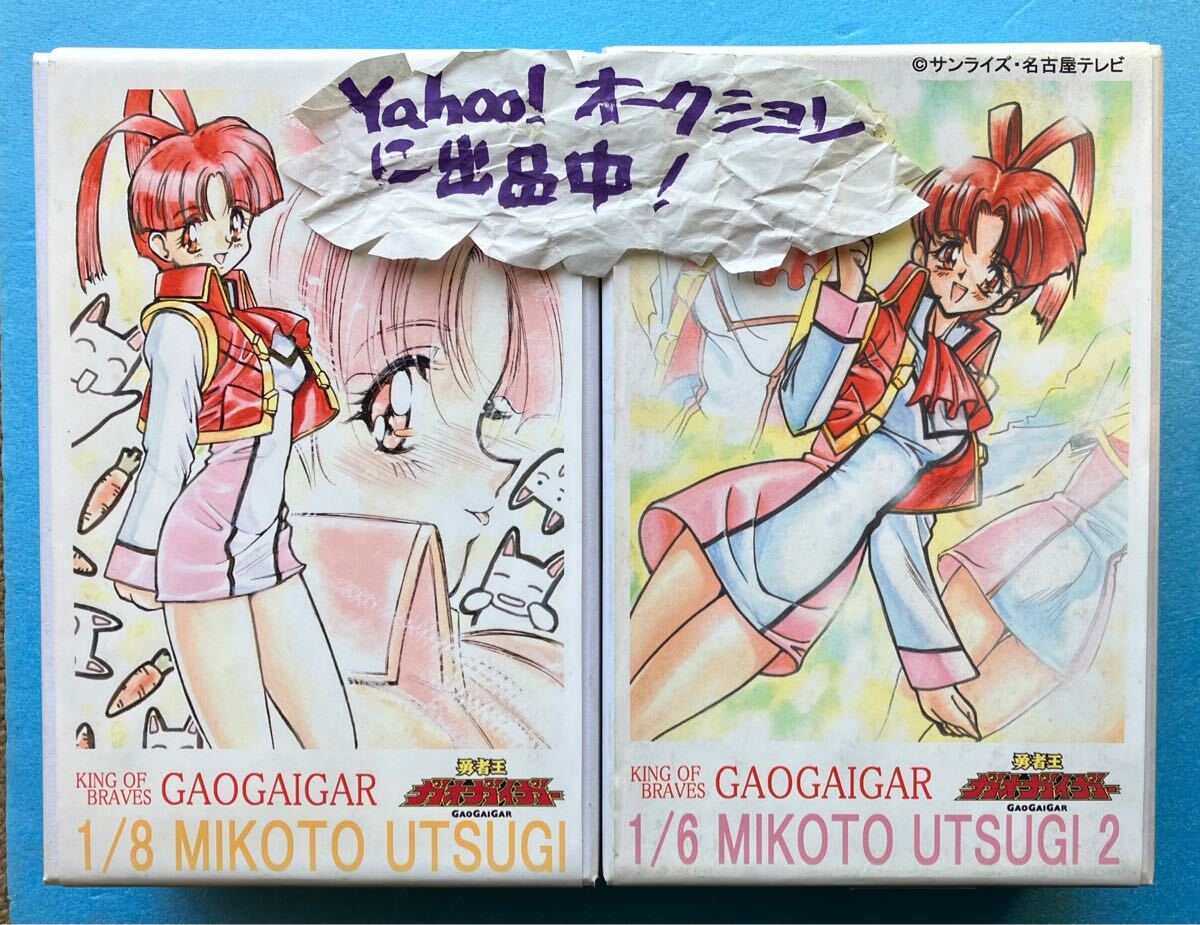 Yahoo! オークション
に出品中!
©サンライズ・名古屋テレビ
KING OF
BRAVES GAOGAIGAR
勇者王
ガオガイガー
GAOGAIGAR
1/8 MIKOTO UTSUGI
KING OF
BRAVES GAOGAIGAR
勇者王
ガオガイガー
GAOGAIGAR
1/6 MIKOTO UTSUGI 2